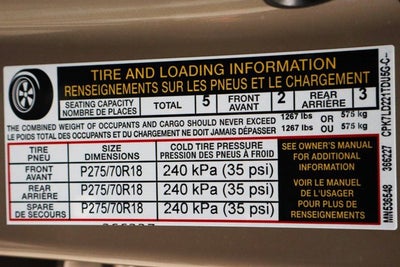 TIRE AND LOADING INFORMATION
RENSEIGNEMENTS SUR LES PNEUS ET LE CHARGEMENT
SEATING CAPACITY
NOMBRE DE PLACES
TOTAL 5
FRONT
AVANT
2
REAR
ARRIÈRE
3
THE COMBINED WEIGHT OF OCCUPANTS AND CARGO SHOULD NEVER EXCEED 1267 lbs OR 575 kg
LE POIDS TOTAL DES OCCUPANTS ET DU CHARGEMENT NE DOIT JAMAIS DÉPASSER 1267 lbs OU 575 kg
TIRE
PNEU
SIZE
DIMENSIONS
COLD TIRE PRESSURE
PRESSION DES PNEUS À FROID
FRONT
AVANT
P275/70R18
240 kPa (35 psi)
REAR
ARRIÈRE
P275/70R18
240 kPa (35 psi)
SPARE
DE SECOURS
P275/70R18
240 kPa (35 psi)
SEE OWNER'S MANUAL
FOR ADDITIONAL
INFORMATION
VOIR LE MANUEL
DE L'USAGER
POUR PLUS DE
RENSEIGNEMENTS
MN536548 366227